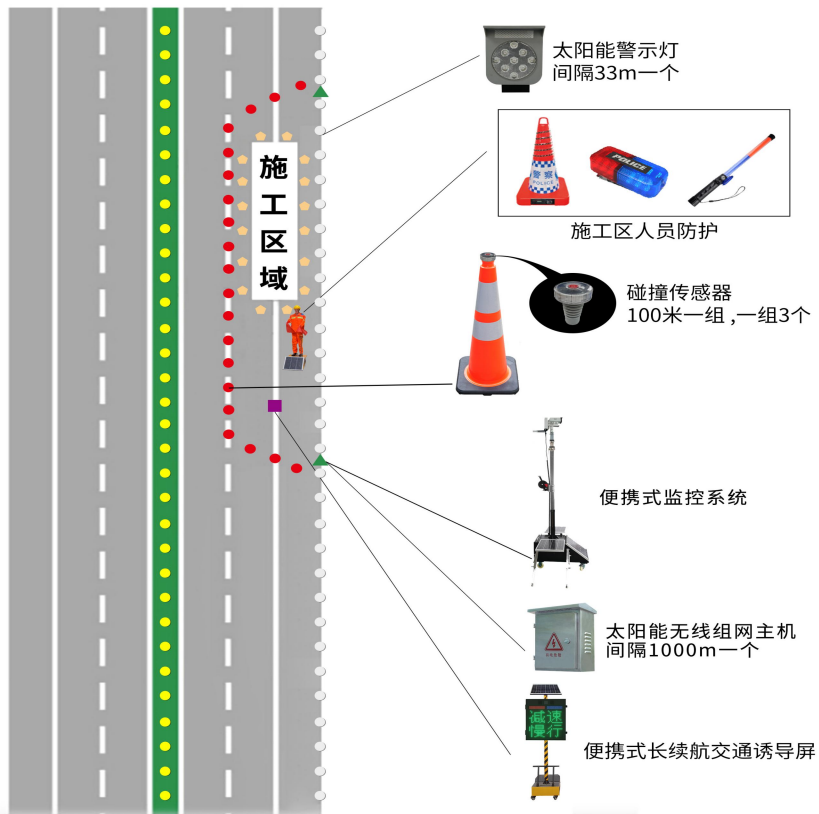 太阳能警示灯
间隔33m一个
警察
POLICE
POLICE
施工区人员防护
施工区域
碰撞传感器
100米一组 ,一组3个
便携式监控系统
太阳能无线组网主机
间隔1000m一个
减速
慢行
便携式长续航交通诱导屏